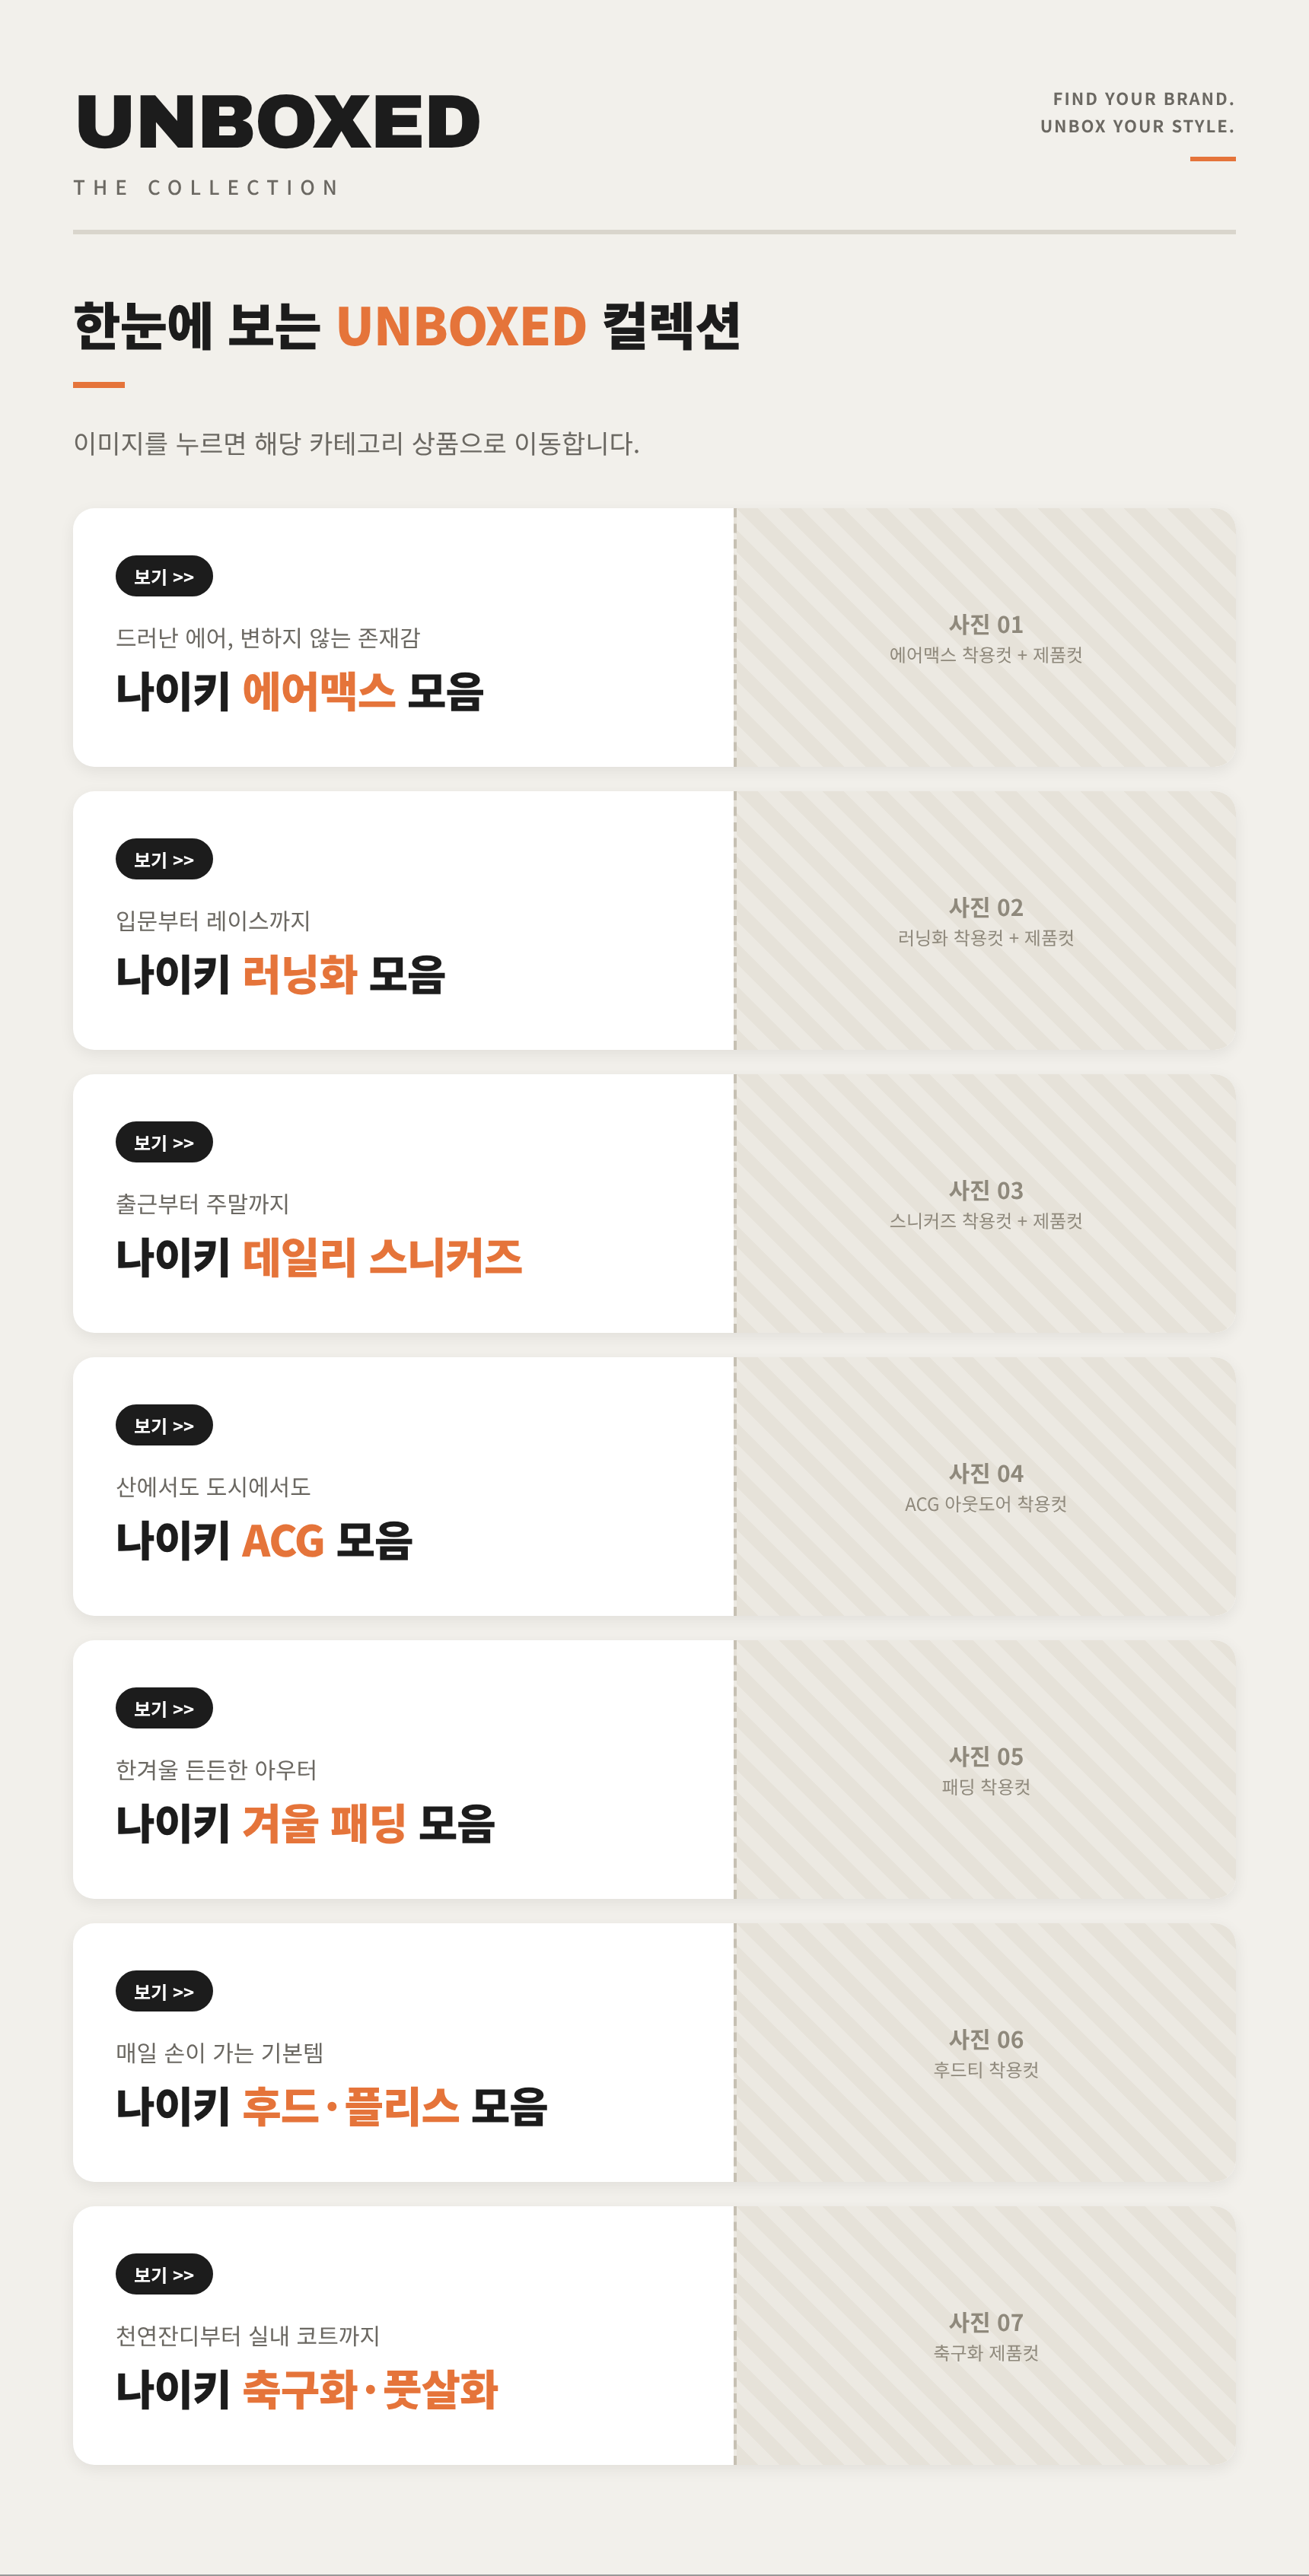 UNBOXED
THE COLLECTION
FIND YOUR BRAND.
UNBOX YOUR STYLE.
한눈에 보는 UNBOXED 컬렉션
이미지를 누르면 해당 카테고리 상품으로 이동합니다.
보기 >>
드러난 에어, 변하지 않는 존재감
나이키 에어맥스 모음
사진 01
에어맥스 착용컷 + 제품컷
보기 >>
입문부터 레이스까지
나이키 러닝화 모음
사진 02
러닝화 착용컷 + 제품컷
보기 >>
출근부터 주말까지
나이키 데일리 스니커즈
사진 03
스니커즈 착용컷 + 제품컷
보기 >>
산에서도 도시에서도
나이키 ACG 모음
사진 04
ACG 아웃도어 착용컷
보기 >>
한겨울 든든한 아우터
나이키 겨울 패딩 모음
사진 05
패딩 착용컷
보기 >>
매일 손이 가는 기본템
나이키 후드·플리스 모음
사진 06
후드티 착용컷
보기 >>
천연잔디부터 실내 코트까지
나이키 축구화·풋살화
사진 07
축구화 제품컷